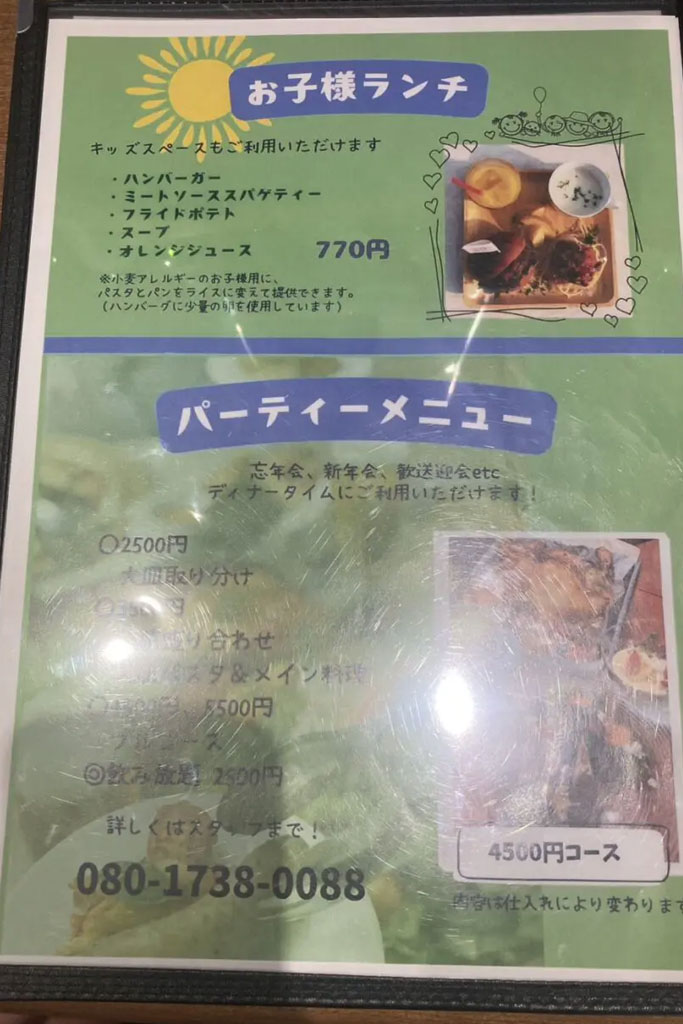 お子様ランチ
キッズスペースもご利用いただけます
・ハンバーガー
・ミートソーススパゲティー
・フライドポテト
・スープ
・オレンジジュース 770円
※小麦アレルギーのお子様用に、
パスタとパンをライスに変えて提供できます。
(ハンバーグに少量の卵を使用しています)
パーティーメニュー
忘年会、新年会、歓送迎会etc
ディナータイムにご利用いただけます!
〇2500円
大皿取り分け
盛り合わせ
パスタ&メイン料理
5500円
フルコース
◎飲み放題 2500円
詳しくはスタッフまで!
080-1738-0088
4500円コース
内容は仕入れにより変わります